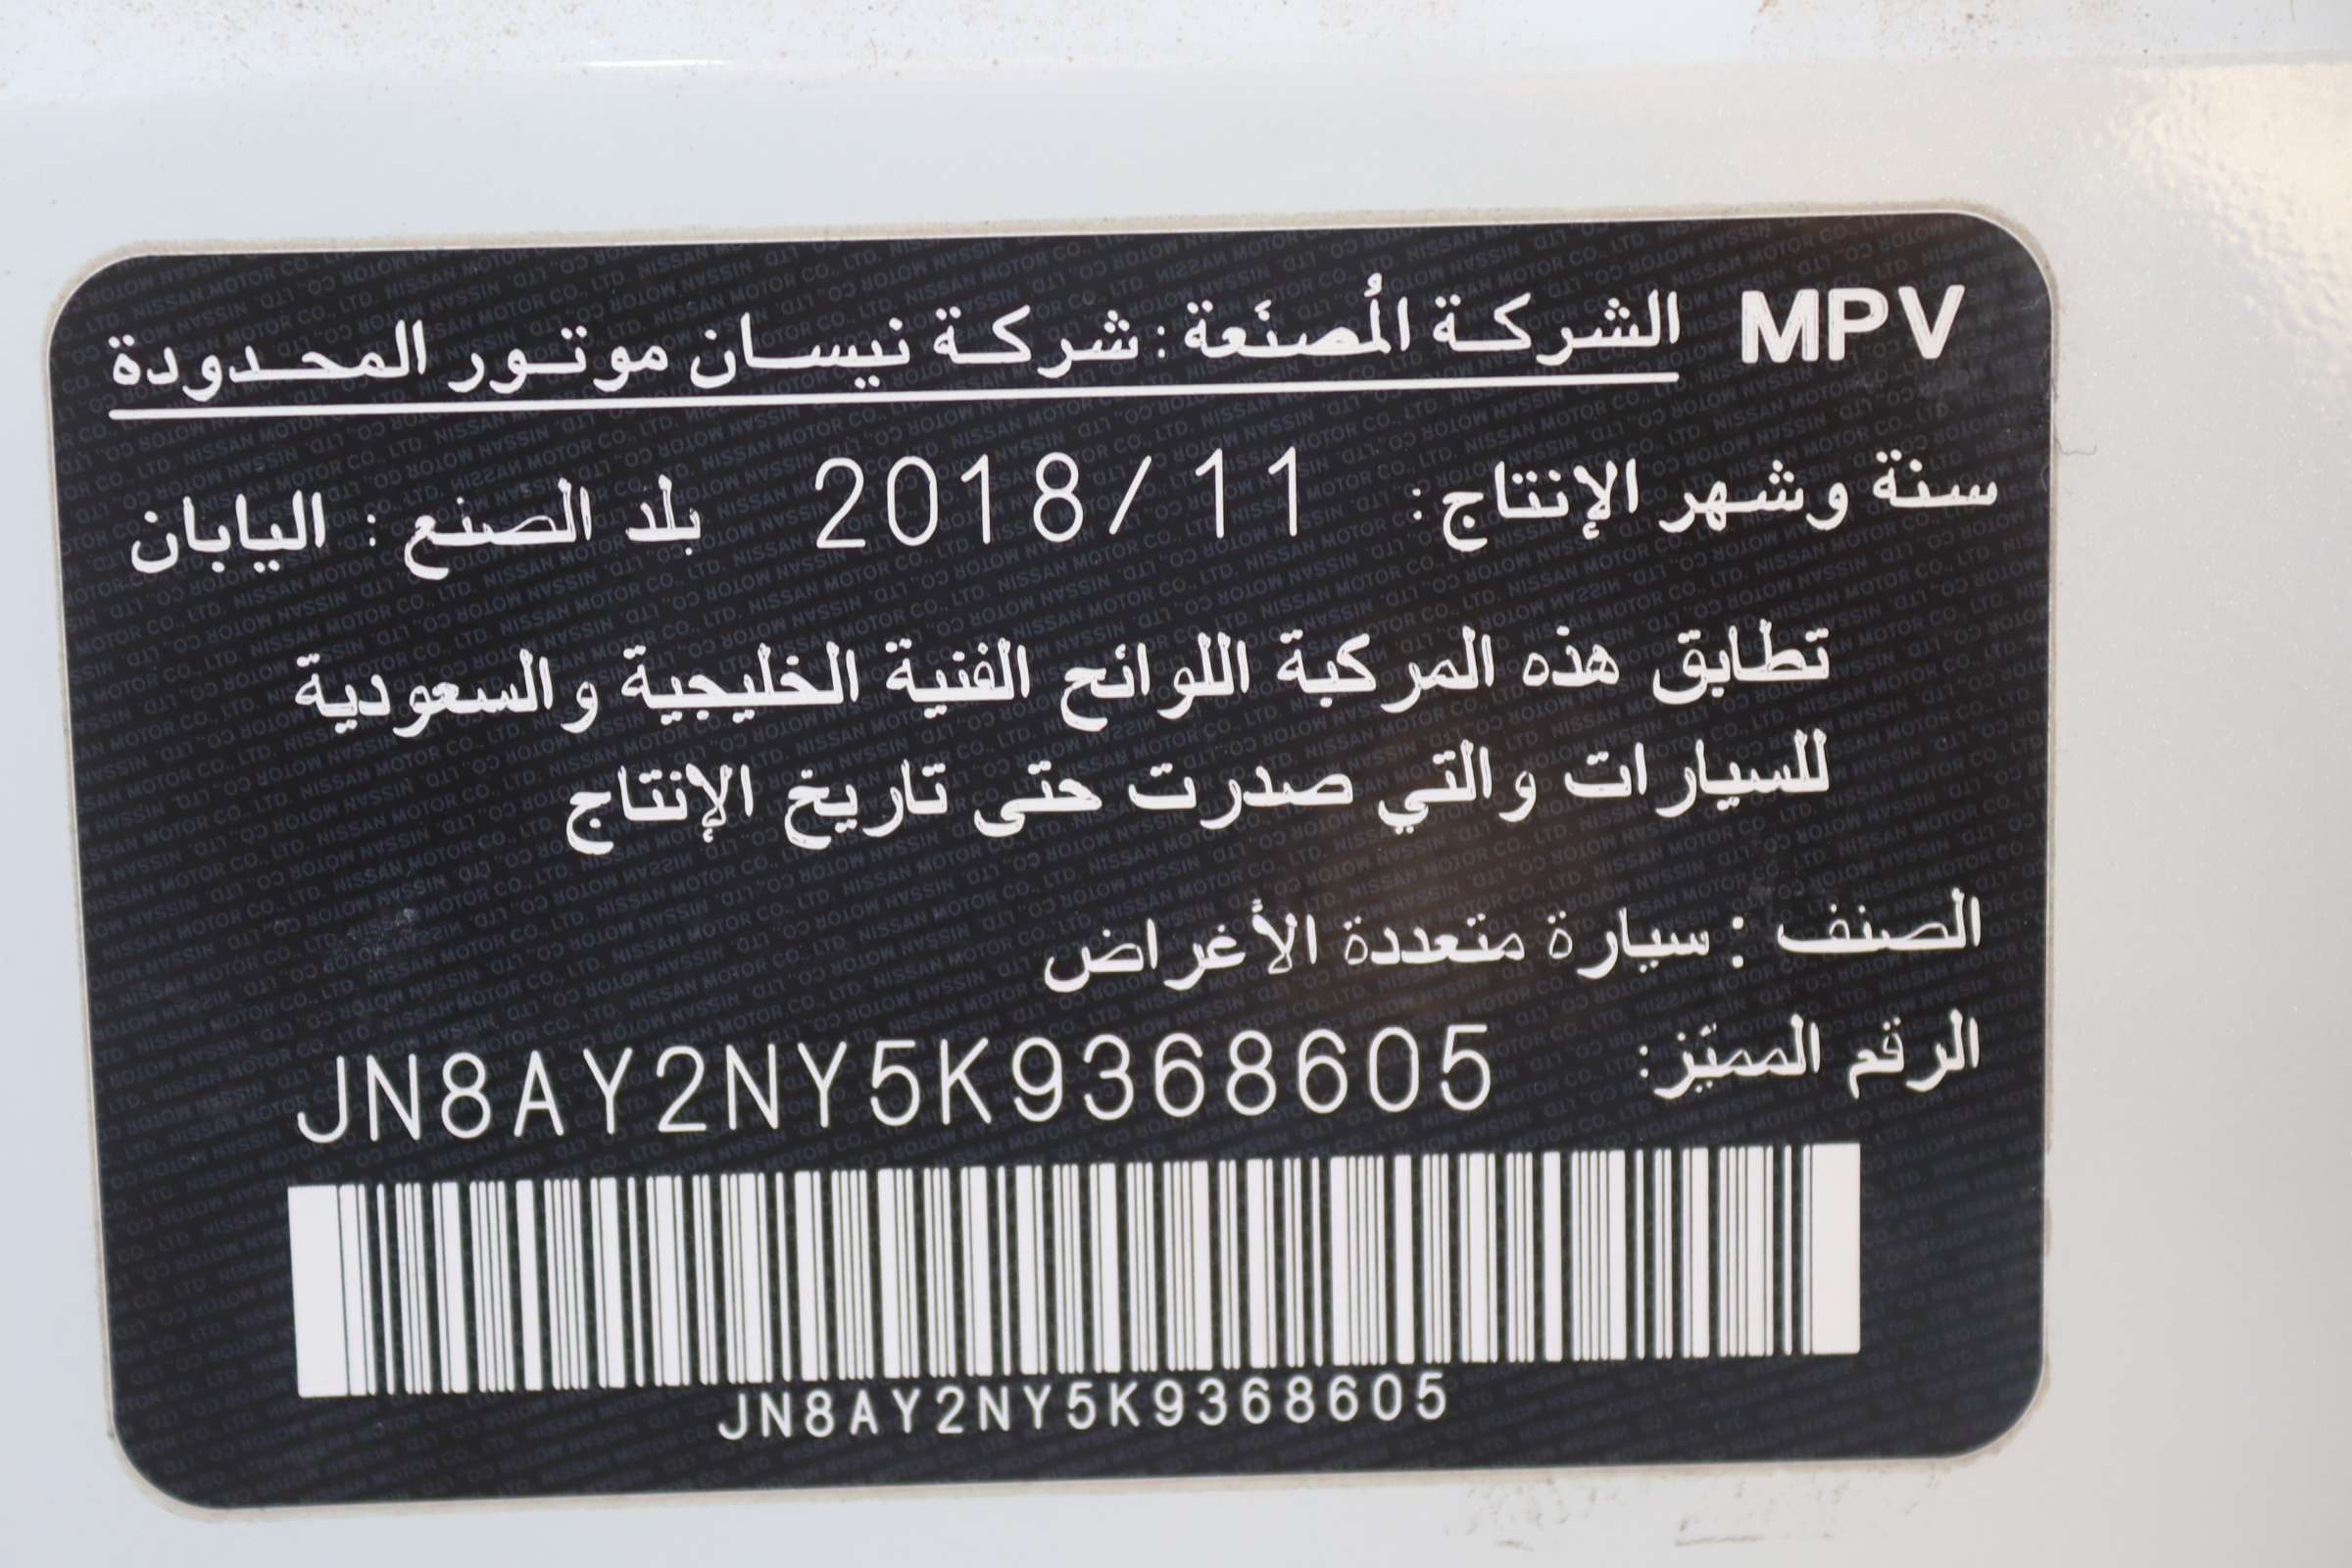 MPV الشركة المُصنَعة : شركة نيسان موتور المحدودة
سنة وشهر الإنتاج : 2018/11 بلد الصنع : اليابان
تطابق هذه المركبة اللوائح الفنية الخليجية والسعودية
للسيارات والتي صدرت حتى تاريخ الإنتاج
الصنف : سيارة متعددة الأغراض
الرقم المميّز: JN8AY2NY5K9368605
JN8AY2NY5K9368605